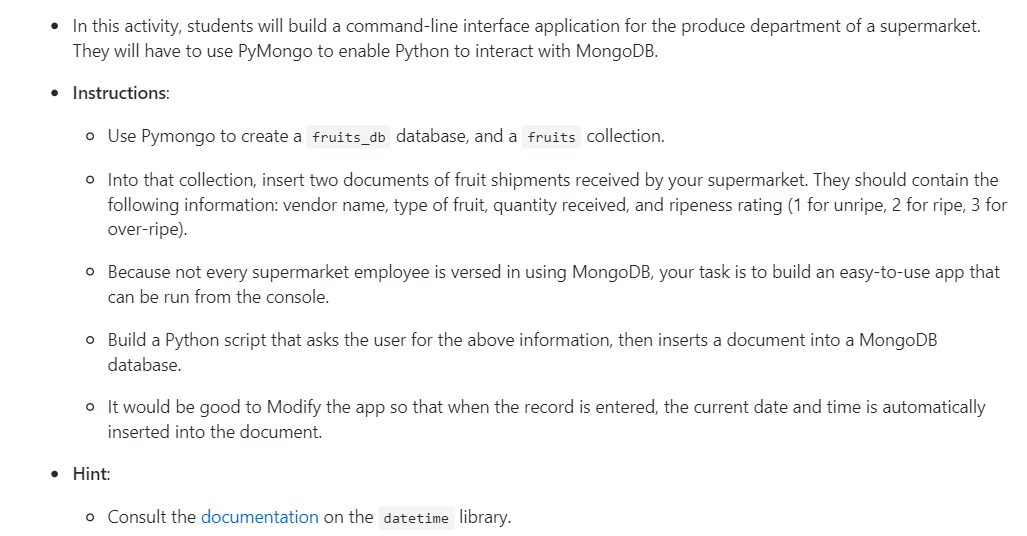 In this activity, students will build a command-line interface application for the produce department of a supermarket.
They will have to use PyMongo to enable Python to interact with MongoDB.
Instructions:
Use Pymongo to create a fruits_db database, and a fruits collection.
Into that collection, insert two documents of fruit shipments received by your supermarket. They should contain the
following information: vendor name, type of fruit, quantity received, and ripeness rating (1 for unripe, 2 for ripe, 3 for
over-ripe).
Because not every supermarket employee is versed in using MongoDB, your task is to build an easy-to-use app that
can be run from the console.
Build a Python script that asks the user for the above information, then inserts a document into a MongoDB
database.
It would be good to Modify the app so that when the record is entered, the current date and time is automatically
inserted into the document.
Hint:
Consult the documentation on the datetime library.